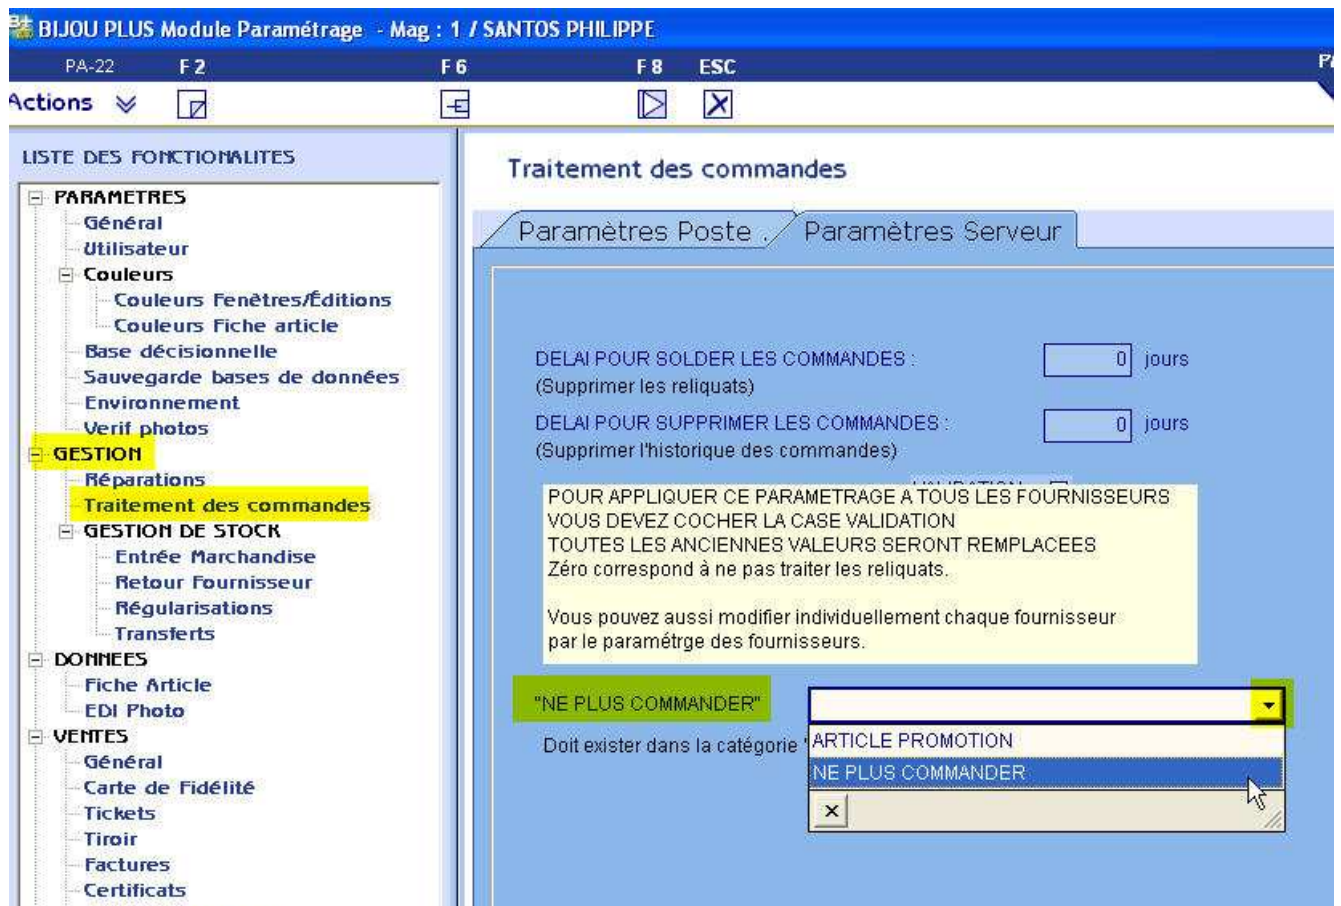 BIJOU PLUS Module Paramétrage - Mag : 1 / SANTOS PHILIPPE
PA-22 F 2 F 6 F 8 ESC
Actions
LISTE DES FONCTIONALITES
PARAMETRES
Général
Utilisateur
Couleurs
Couleurs Fenêtres/Éditions
Couleurs Fiche article
Base décisionnelle
Sauvegarde bases de données
Environnement
Verif photos
GESTION
Réparations
Traitement des commandes
GESTION DE STOCK
Entrée Marchandise
Retour Fournisseur
Régularisations
Transferts
DONNEES
Fiche Article
EDI Photo
VENTES
Général
Carte de Fidélité
Tickets
Tiroir
Factures
Certificats
Traitement des commandes
Paramètres Poste . Paramètres Serveur
DELAI POUR SOLDER LES COMMANDES : 0 jours
(Supprimer les reliquats)
DELAI POUR SUPPRIMER LES COMMANDES : 0 jours
(Supprimer l'historique des commandes)
POUR APPLIQUER CE PARAMETRAGE A TOUS LES FOURNISSEURS
VOUS DEVEZ COCHER LA CASE VALIDATION
TOUTES LES ANCIENNES VALEURS SERONT REMPLACEES
Zéro correspond à ne pas traiter les reliquats.
Vous pouvez aussi modifier individuellement chaque fournisseur
par le paramétrge des fournisseurs.
"NE PLUS COMMANDER"
Doit exister dans la catégorie "
ARTICLE PROMOTION
NE PLUS COMMANDER